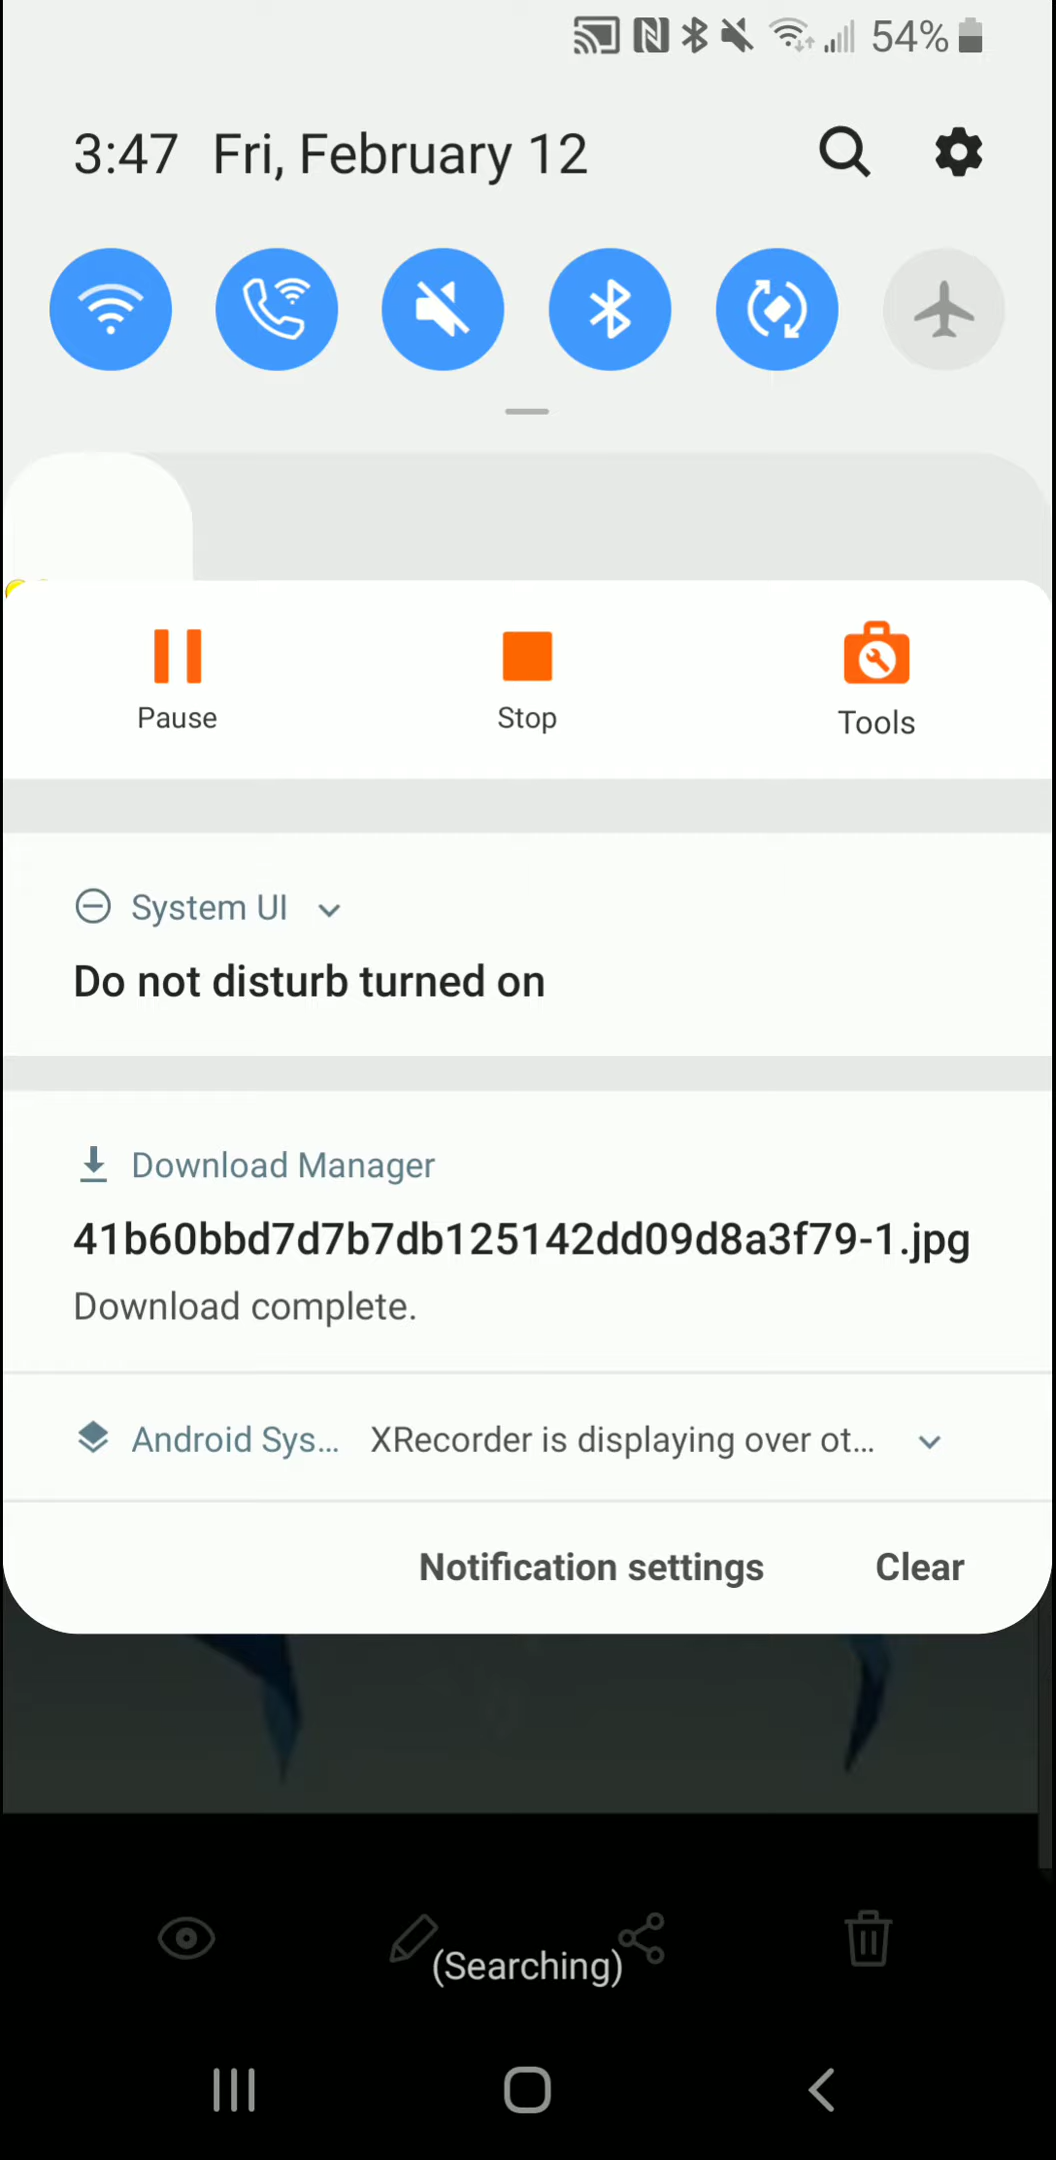 54%
3:47 Fri, February 12
Pause Stop Tools
System UI
Do not disturb turned on
Download Manager
41b60bbd7d7b7db125142dd09d8a3f79-1.jpg
Download complete.
Android Sys... XRecorder is displaying over ot...
Notification settings Clear
(Searching)